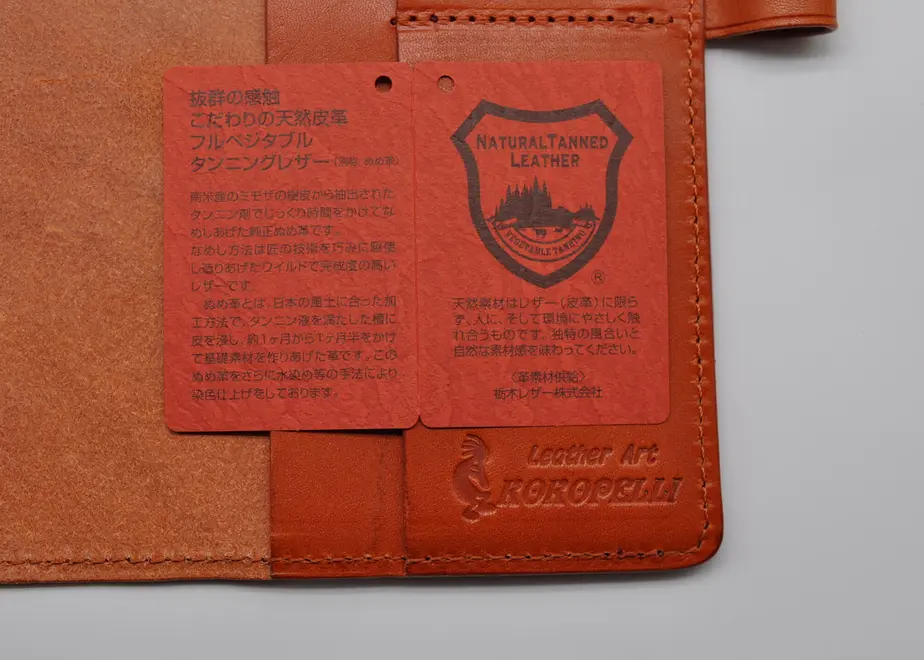 抜群の感触
こだわりの天然皮革
フルベジタブル
タンニングレザー(別称 ぬめ革)
南米産のミモザの樹皮から抽出された
タンニン剤でじっくり時間をかけてな
めしあげた純正ぬめ革です。
なめし方法は匠の技術を巧みに駆使
し造りあげたワイルドで完成度の高い
レザーです。
ぬめ革とは、日本の風土に合った加
工方法で、タンニン液を満たした槽に
皮を浸し、約1ヶ月から1ヶ月半をかけ
て基礎素材を作りあげた革です。この
ぬめ革をさらに水染め等の手法により
染色仕上げをしております。
NATURAL TANNED
LEATHER
VEGETABLE TANNING
®
天然素材はレザー(皮革)に限ら
ず、人に、そして環境にやさしく触
れ合うものです。独特の風合いと
自然な素材感を味わってください。
〈革素材供給〉
栃木レザー株式会社
Leather Art
KOKOPELLI